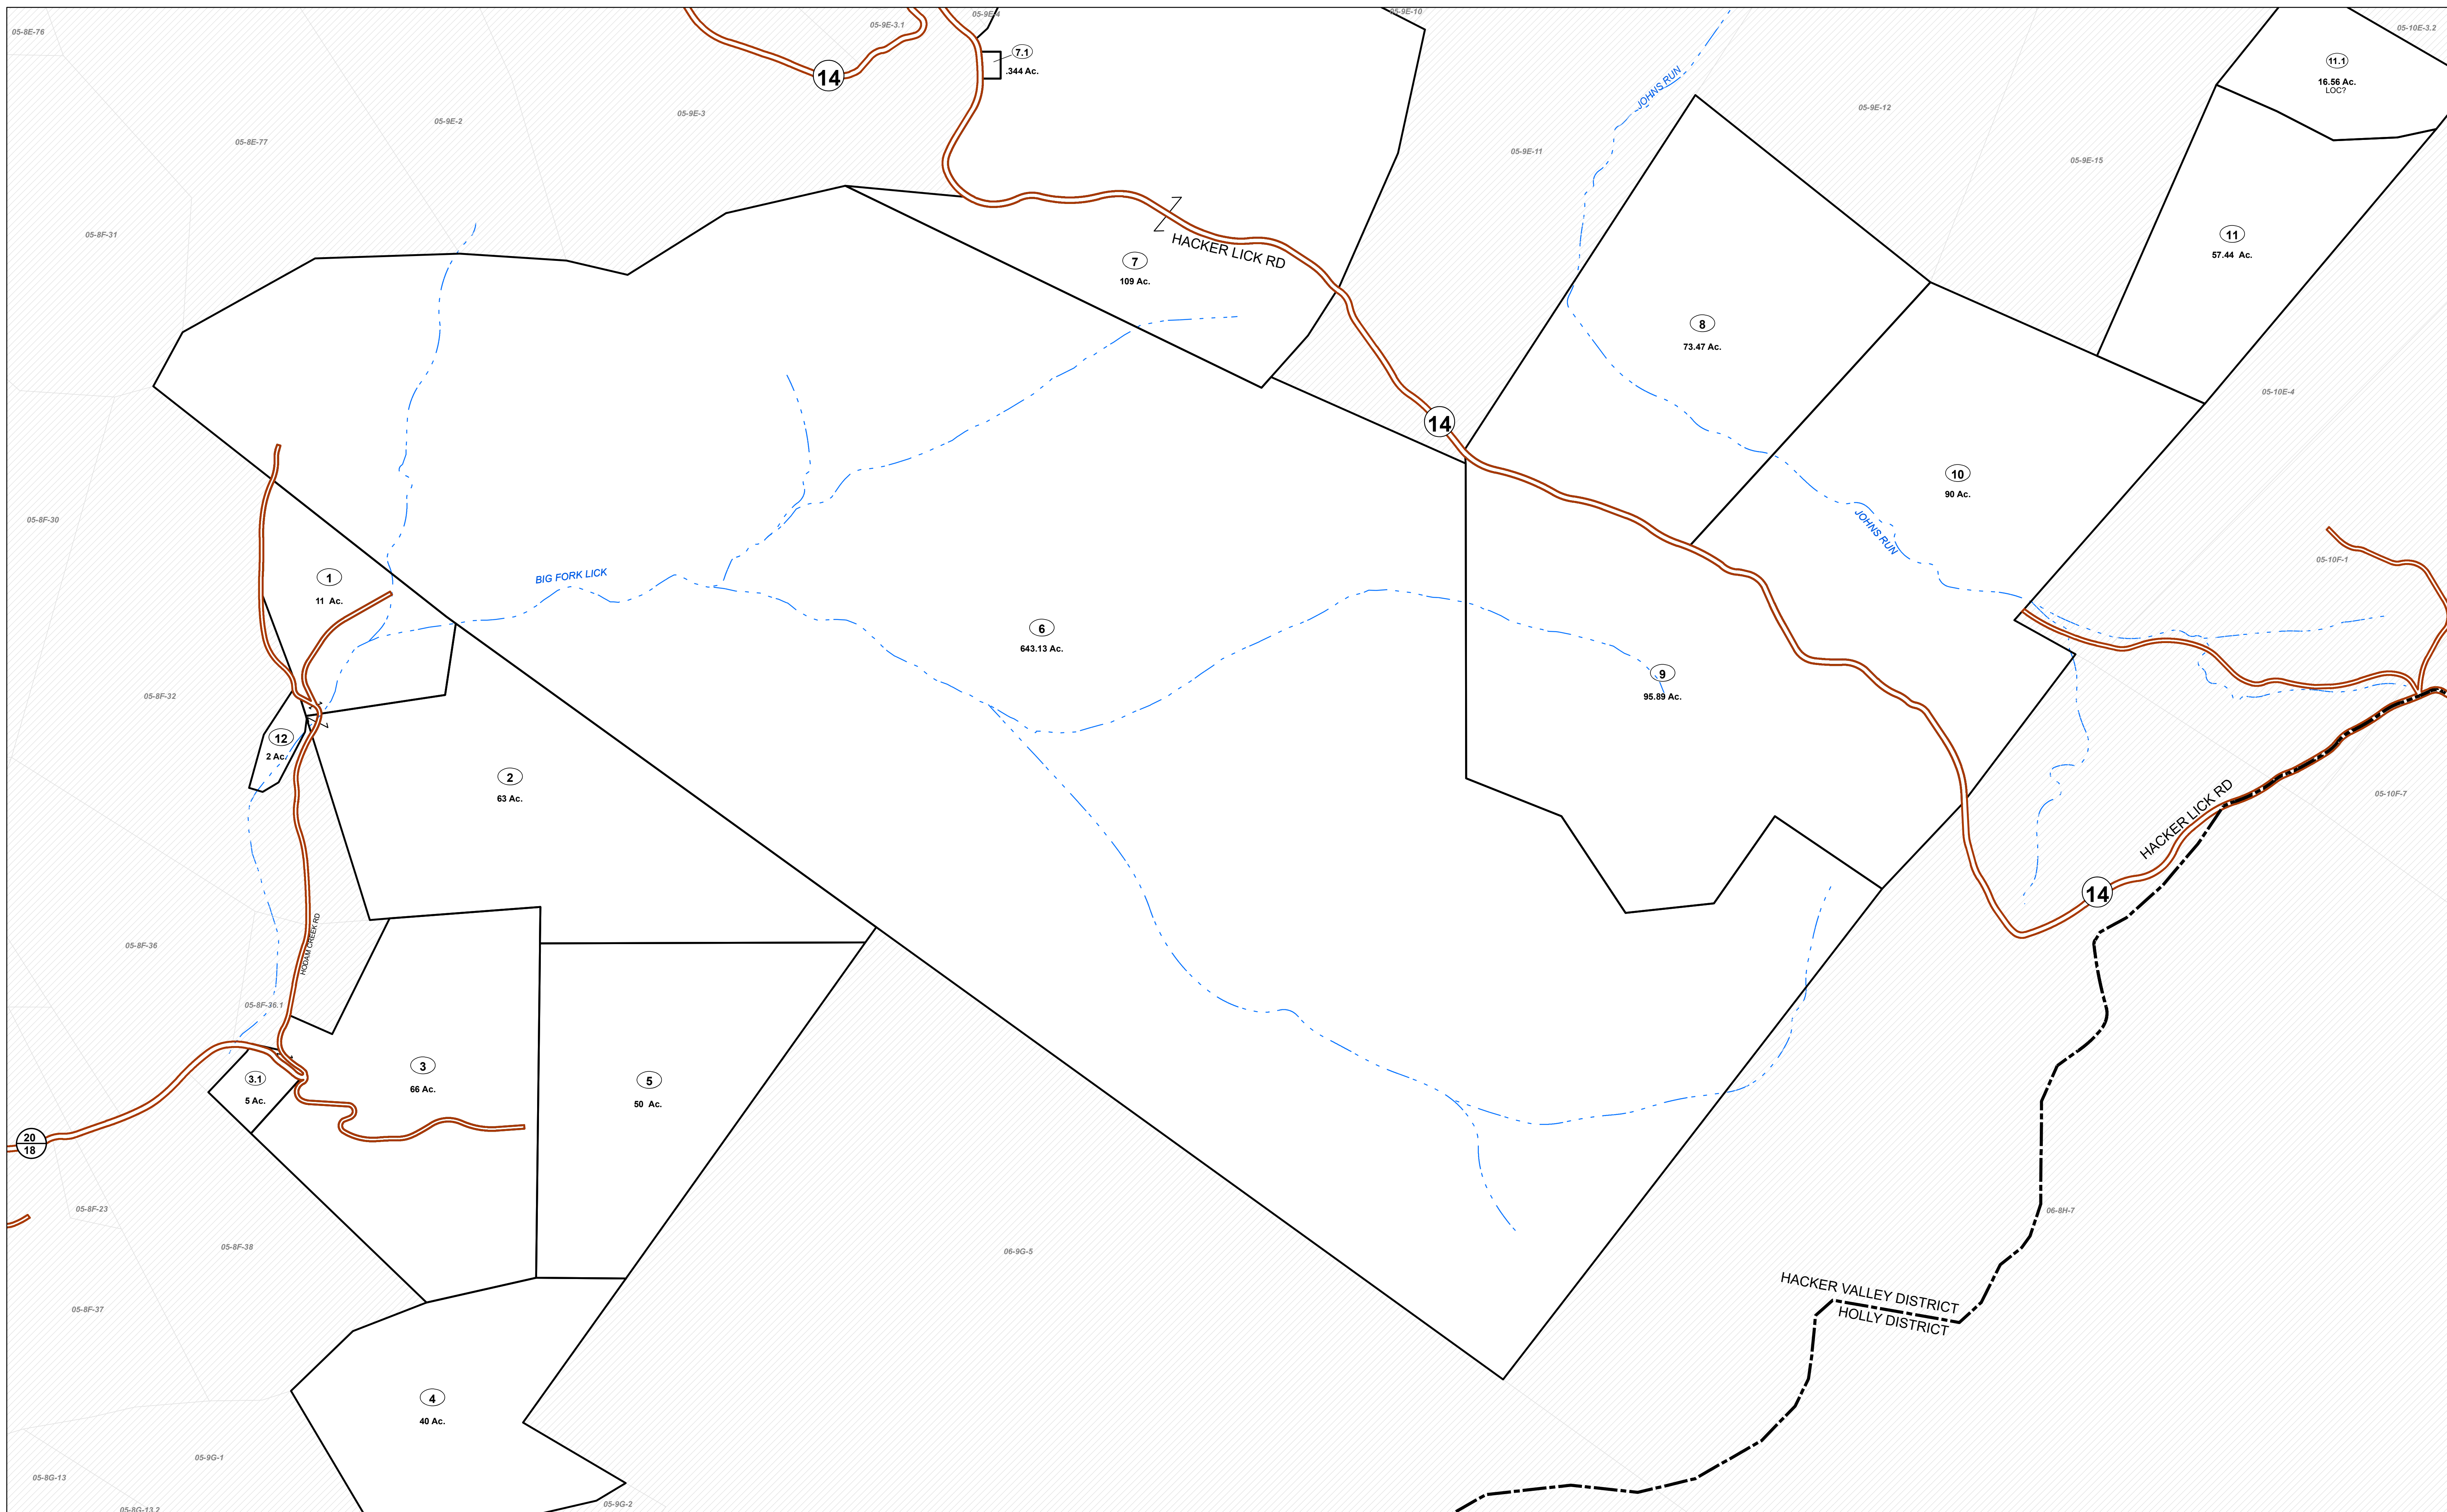 05-9E-4
05-9E-10
05-8E-76
05-9E-3.1
05-10E-3.2
7.1
.344 Ac.
11.1
16.56 Ac.
LOC?
14
JOHNS RUN
05-9E-12
05-9E-3
05-9E-2
05-8E-77
05-9E-11
05-9E-15
05-8F-31
HACKER LICK RD
11
57.44 Ac.
7
109 Ac.
8
73.47 Ac.
05-10E-4
14
10
90 Ac.
05-8F-30
JOHNS RUN
05-10F-1
BIG FORK LICK
1
11 Ac.
6
643.13 Ac.
9
95.89 Ac.
05-8F-32
12
2 Ac.
2
63 Ac.
HACKER LICK RD
05-10F-7
14
HODAM CREEK RD
05-8F-36
05-8F-36.1
3
66 Ac.
3.1
5 Ac.
5
50 Ac.
20
18
05-8F-23
06-8H-7
05-8F-38
06-9G-5
HACKER VALLEY DISTRICT
HOLLY DISTRICT
05-8F-37
4
40 Ac.
05-9G-1
05-8G-13
05-9G-2
05-8G-13.2